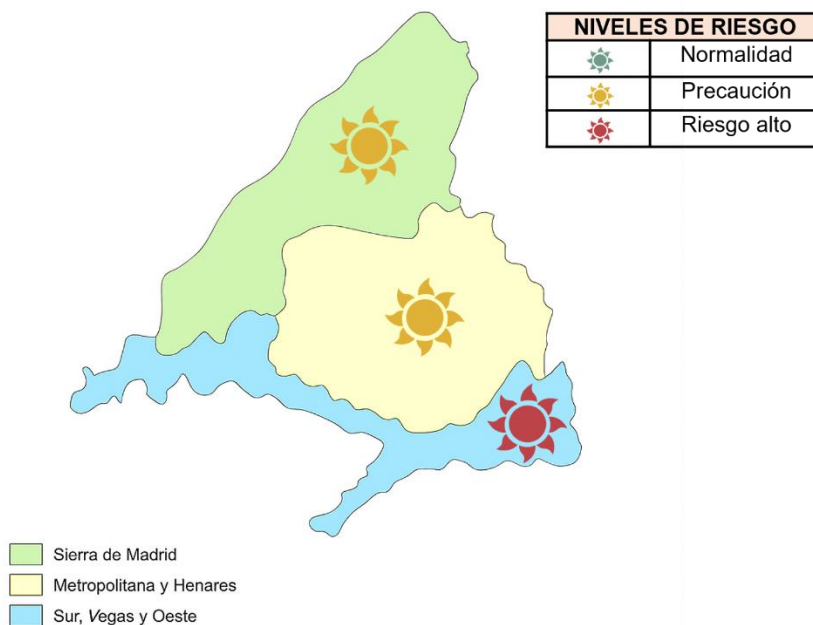 NIVELES DE RIESGO
Normalidad
Precaución
Riesgo alto
Sierra de Madrid
Metropolitana y Henares
Sur, Vegas y Oeste